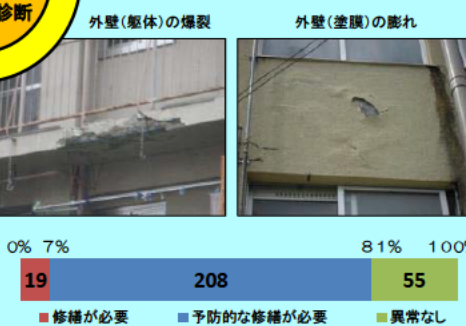 診断
外壁(躯体)の爆裂
外壁(塗膜)の膨れ
0% 7% 81% 100%
19 208 55
■修繕が必要 ■予防的な修繕が必要 ■異常なし